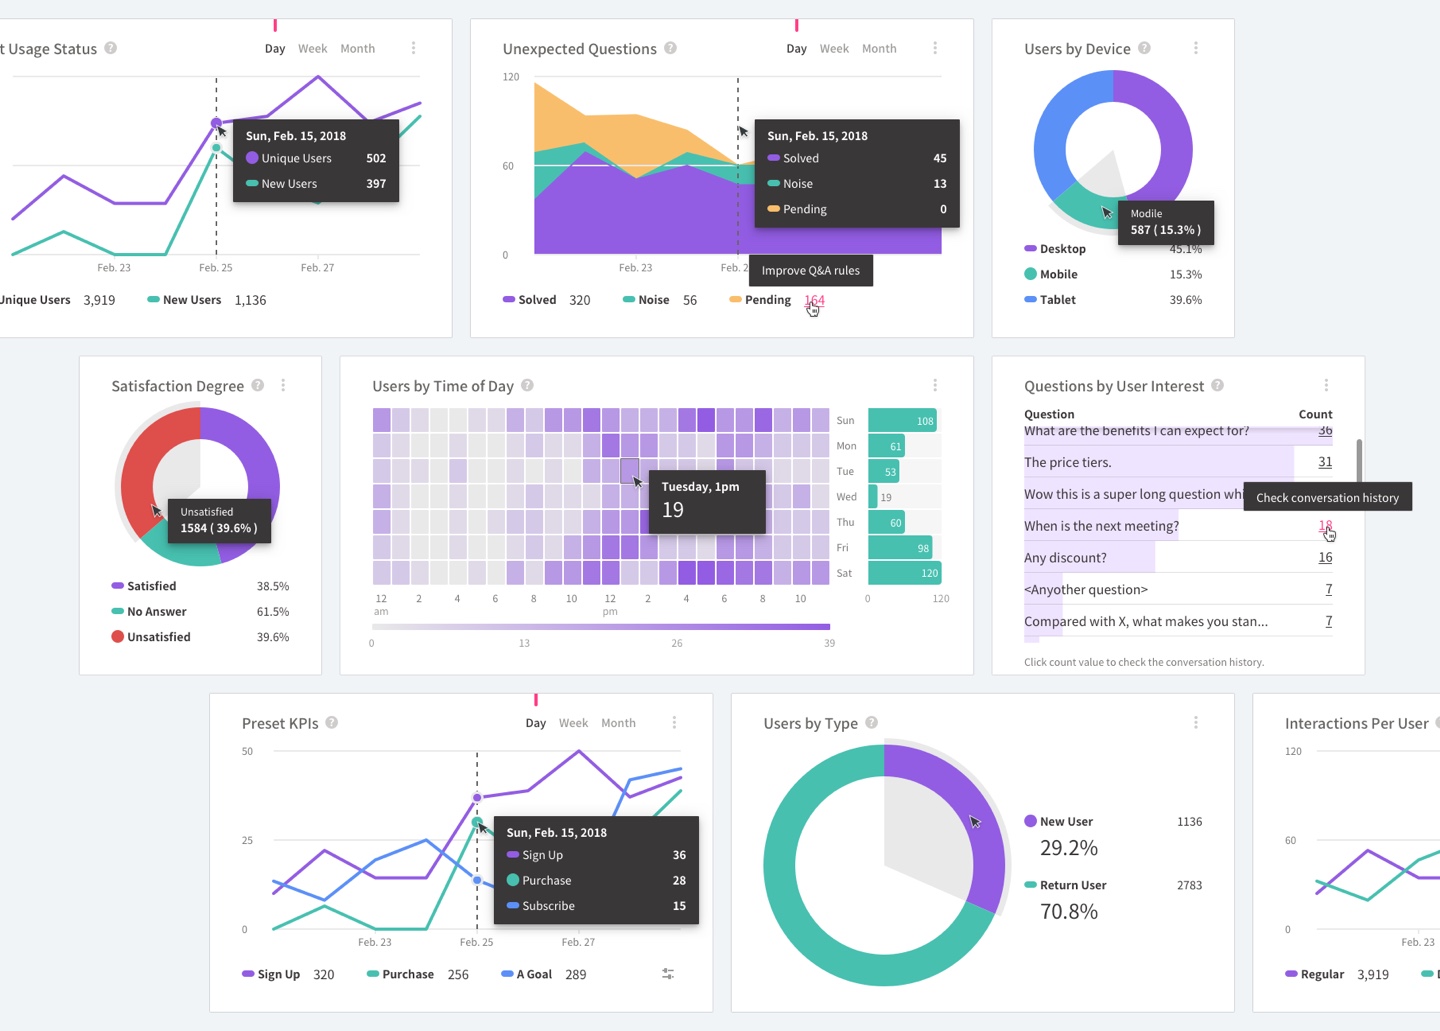 t Usage Status ?
Day Week Month
Sun, Feb. 15, 2018
Unique Users 502
New Users 397
Feb. 23 Feb. 25 Feb. 27
Unique Users 3,919 New Users 1,136
Unexpected Questions ?
Day Week Month
120
60
0
Sun, Feb. 15, 2018
Solved 45
Noise 13
Pending 0
Feb. 23 Feb. 2
Improve Q&A rules
Solved 320 Noise 56 Pending 164
Users by Device ?
Modile
587 ( 15.3% )
Desktop 45.1%
Mobile 15.3%
Tablet 39.6%
Satisfaction Degree ?
Unsatisfied
1584 ( 39.6% )
Satisfied 38.5%
No Answer 61.5%
Unsatisfied 39.6%
Users by Time of Day ?
Sun 108
Mon 61
Tue 53
Wed 19
Thu 60
Fri 98
Sat 120
Tuesday, 1pm
19
12 2 4 6 8 10 12 2 4 6 8 10 0 120
am pm
0 13 26 39
Questions by User Interest ?
Question Count
What are the benefits I can expect for? 36
The price tiers. 31
Wow this is a super long question whi
Check conversation history
When is the next meeting? 18
Any discount? 16
<Anyother question> 7
Compared with X, what makes you stan... 7
Click count value to check the conversation history.
Preset KPIs ?
Day Week Month
50
25
0
Sun, Feb. 15, 2018
Sign Up 36
Purchase 28
Subscribe 15
Feb. 23 Feb. 25 Feb. 27
Sign Up 320 Purchase 256 A Goal 289
Users by Type ?
New User 1136
29.2%
Return User 2783
70.8%
Interactions Per User
120
60
0
Feb. 23
Regular 3,919